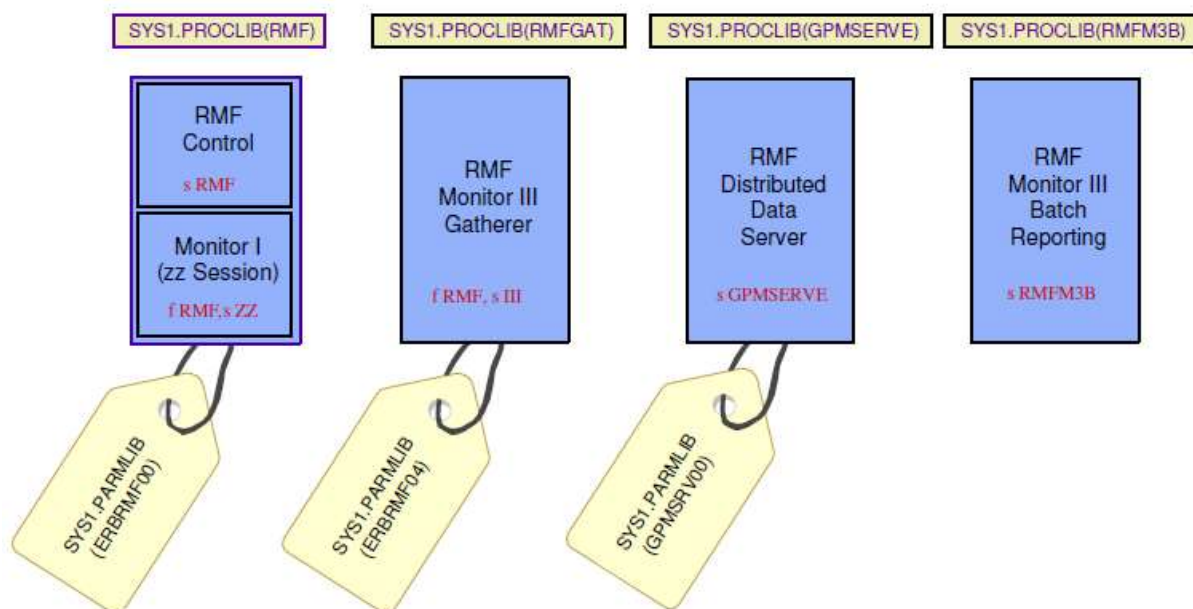 SYS1.PROCLIB(RMF)
SYS1.PROCLIB(RMFGAT)
SYS1.PROCLIB(GPMSERVE)
SYS1.PROCLIB(RMFM3B)
RMF
Control
s RMF
Monitor I
(zz Session)
f RMF,s ZZ
RMF
Monitor III
Gatherer
f RMF, s III
RMF
Distributed
Data
Server
s GPMSERVE
RMF
Monitor III
Batch
Reporting
s RMFM3B
SYS1.PARMLIB
(ERBRMF00)
SYS1.PARMLIB
(ERBRMF04)
SYS1.PARMLIB
(GPMSRV00)